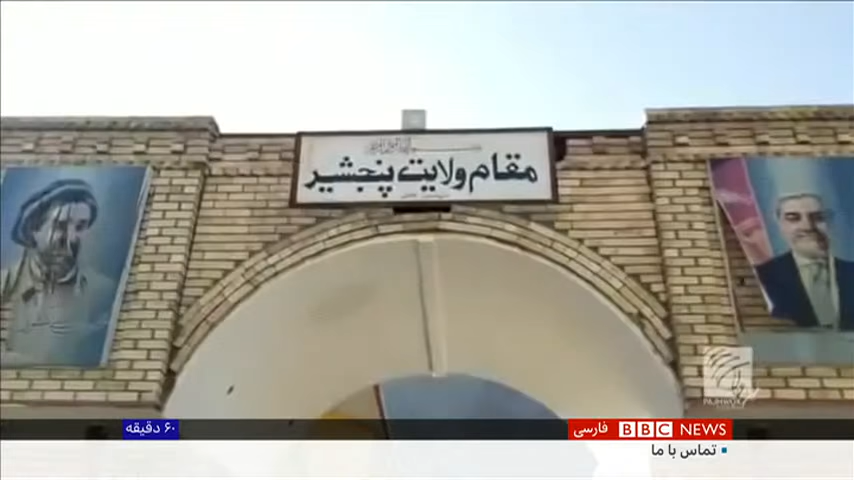 مقام ولایت پنجشیر
PAJHWOK
۶۰ دقیقه
BBC NEWS فارسی
تماس با ما